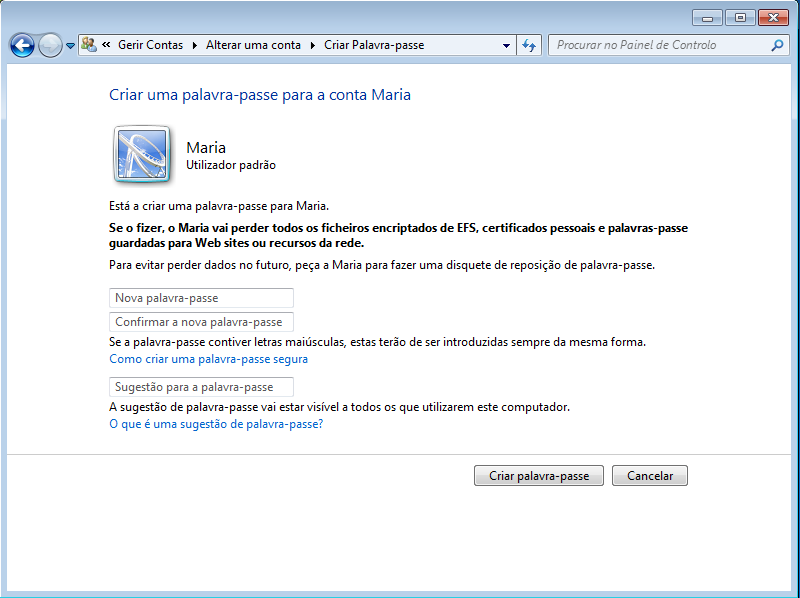 « Gerir Contas ▸ Alterar uma conta ▸ Criar Palavra-passe
Procurar no Painel de Controlo
Criar uma palavra-passe para a conta Maria
Maria
Utilizador padrão
Está a criar uma palavra-passe para Maria.
Se o fizer, o Maria vai perder todos os ficheiros encriptados de EFS, certificados pessoais e palavras-passe
guardadas para Web sites ou recursos da rede.
Para evitar perder dados no futuro, peça a Maria para fazer uma disquete de reposição de palavra-passe.
Nova palavra-passe
Confirmar a nova palavra-passe
Se a palavra-passe contiver letras maiúsculas, estas terão de ser introduzidas sempre da mesma forma.
Como criar uma palavra-passe segura
Sugestão para a palavra-passe
A sugestão de palavra-passe vai estar visível a todos os que utilizarem este computador.
O que é uma sugestão de palavra-passe?
Criar palavra-passe
Cancelar